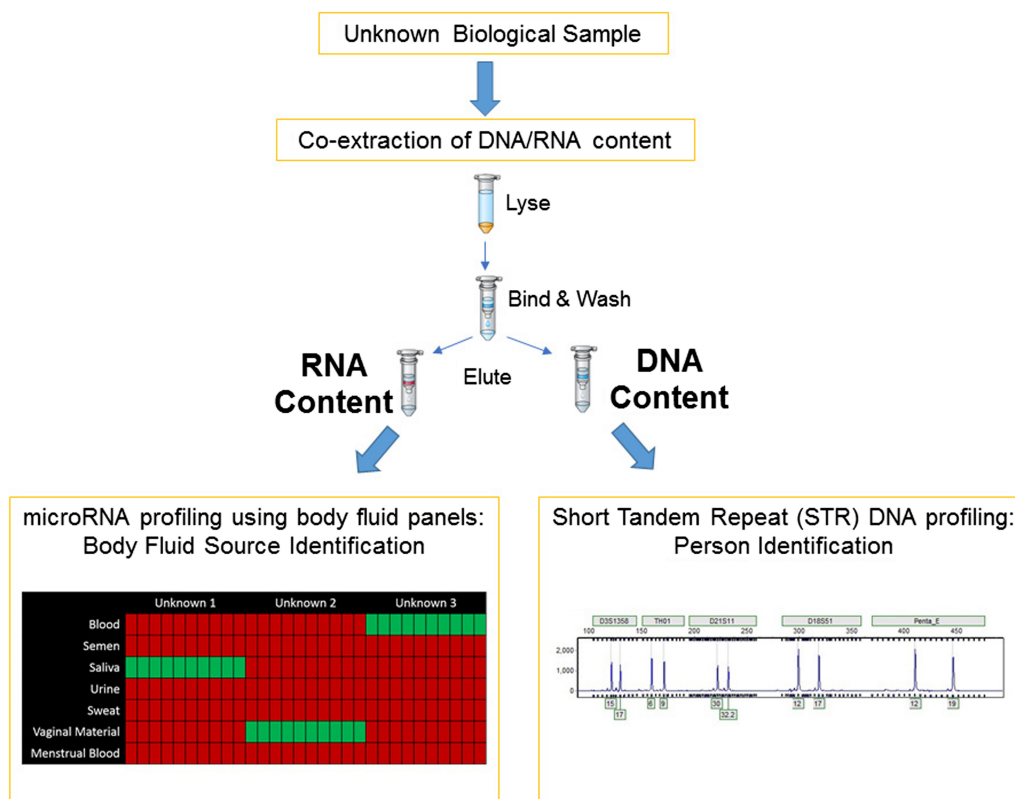 Unknown Biological Sample
Co-extraction of DNA/RNA content
Lyse
Bind & Wash
RNA
Content
Elute
DNA
Content
microRNA profiling using body fluid panels:
Body Fluid Source Identification
Unknown 1 Unknown 2 Unknown 3
Blood
Semen
Saliva
Urine
Sweat
Vaginal Material
Menstrual Blood
Short Tandem Repeat (STR) DNA profiling:
Person Identification
D3S1358 TH01 D21S11 D18S51 Penta_E
100 150 200 250 300 350 400 450
2,000
1,000
0
15 6 9 30 12 17 12 19
17 32.2